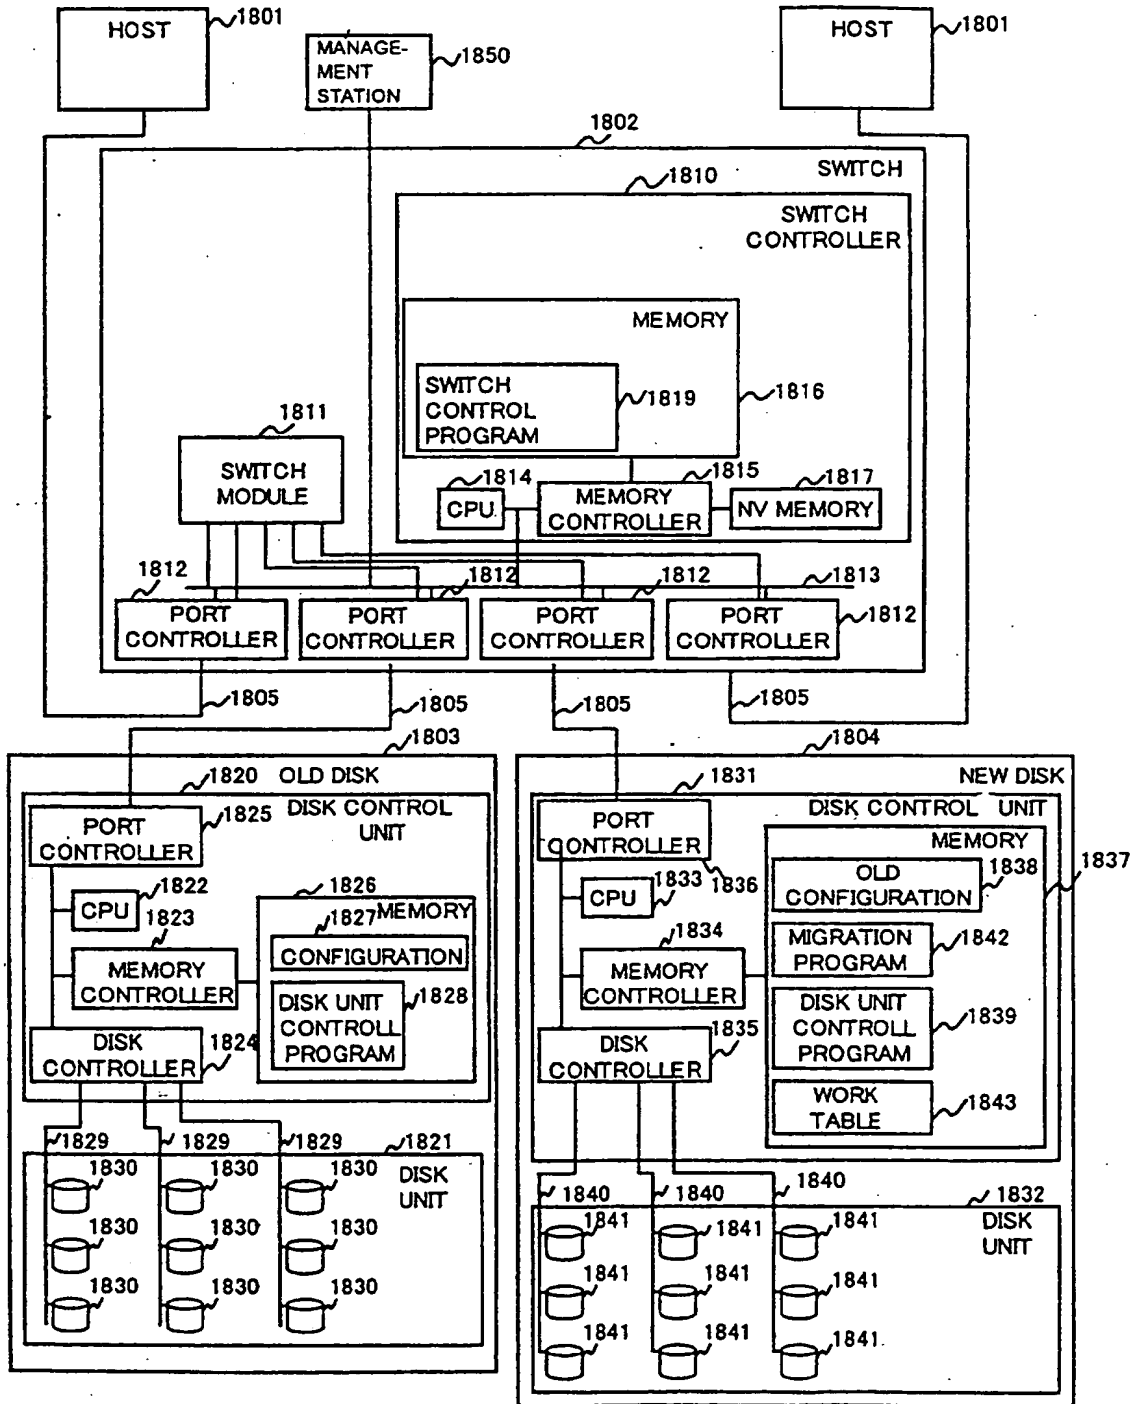 HOST
1801
MANAGE-
MENT
STATION
1850
HOST
1801
1802
SWITCH
1810
SWITCH
CONTROLLER
MEMORY
1816
SWITCH
CONTROL
PROGRAM
1819
1811
SWITCH
MODULE
1814
CPU
1815
MEMORY
CONTROLLER
1817
NV MEMORY
1812
1812
1812
1813
PORT
CONTROLLER
PORT
CONTROLLER
PORT
CONTROLLER
PORT
CONTROLLER
1812
1805
1805
1805
1805
1803
OLD DISK
1820
DISK CONTROL
UNIT
1825
PORT
CONTROLLER
1822
CPU
1823
MEMORY
CONTROLLER
1826
MEMORY
1827
CONFIGURATION
DISK UNIT
CONTROLL
PROGRAM
1828
DISK
CONTROLLER
1824
1829
1829
1829
1821
DISK
UNIT
1830
1830
1830
1830
1830
1830
1830
1830
1830
1804
NEW DISK
1831
DISK CONTROL UNIT
PORT
CONTROLLER
1836
CPU
1833
1834
MEMORY
CONTROLLER
MEMORY
1837
OLD
CONFIGURATION
1838
MIGRATION
PROGRAM
1842
DISK UNIT
CONTROLL
PROGRAM
1839
WORK
TABLE
1843
DISK
CONTROLLER
1835
1840
1840
1840
1832
DISK
UNIT
1841
1841
1841
1841
1841
1841
1841
1841
1841